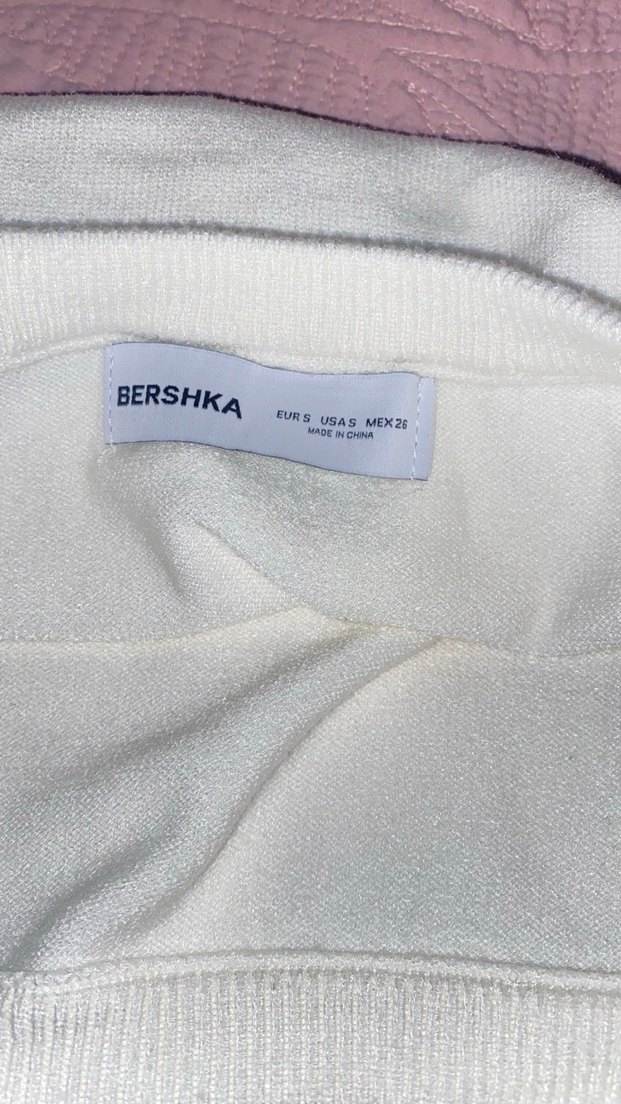 BERSHKA
EUR S USA S MEX 26
MADE IN CHINA